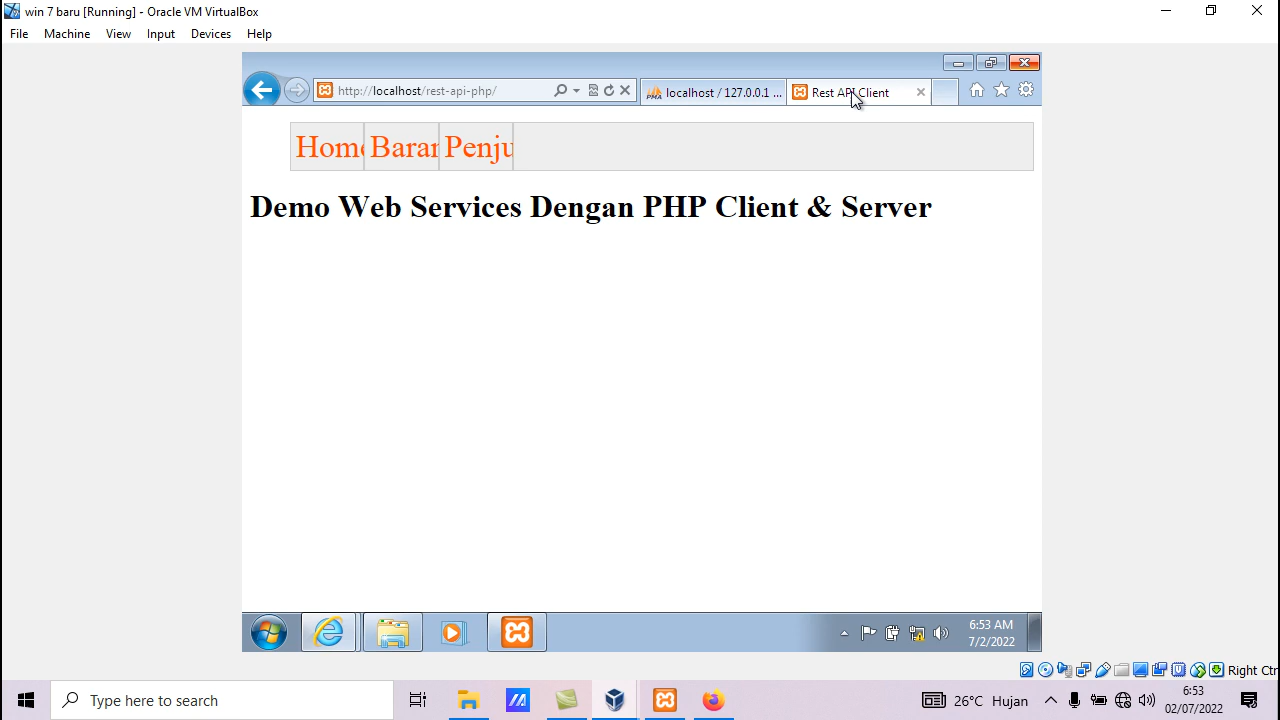 win 7 baru [Running] - Oracle VM VirtualBox
File Machine View Input Devices Help
http://localhost/rest-api-php/
localhost / 127.0.0.1 ...
Rest API Client
Home
Baran
Penju
Demo Web Services Dengan PHP Client & Server
6:53 AM
7/2/2022
Right Ctr
Type here to search
26°C Hujan
6:53
02/07/2022